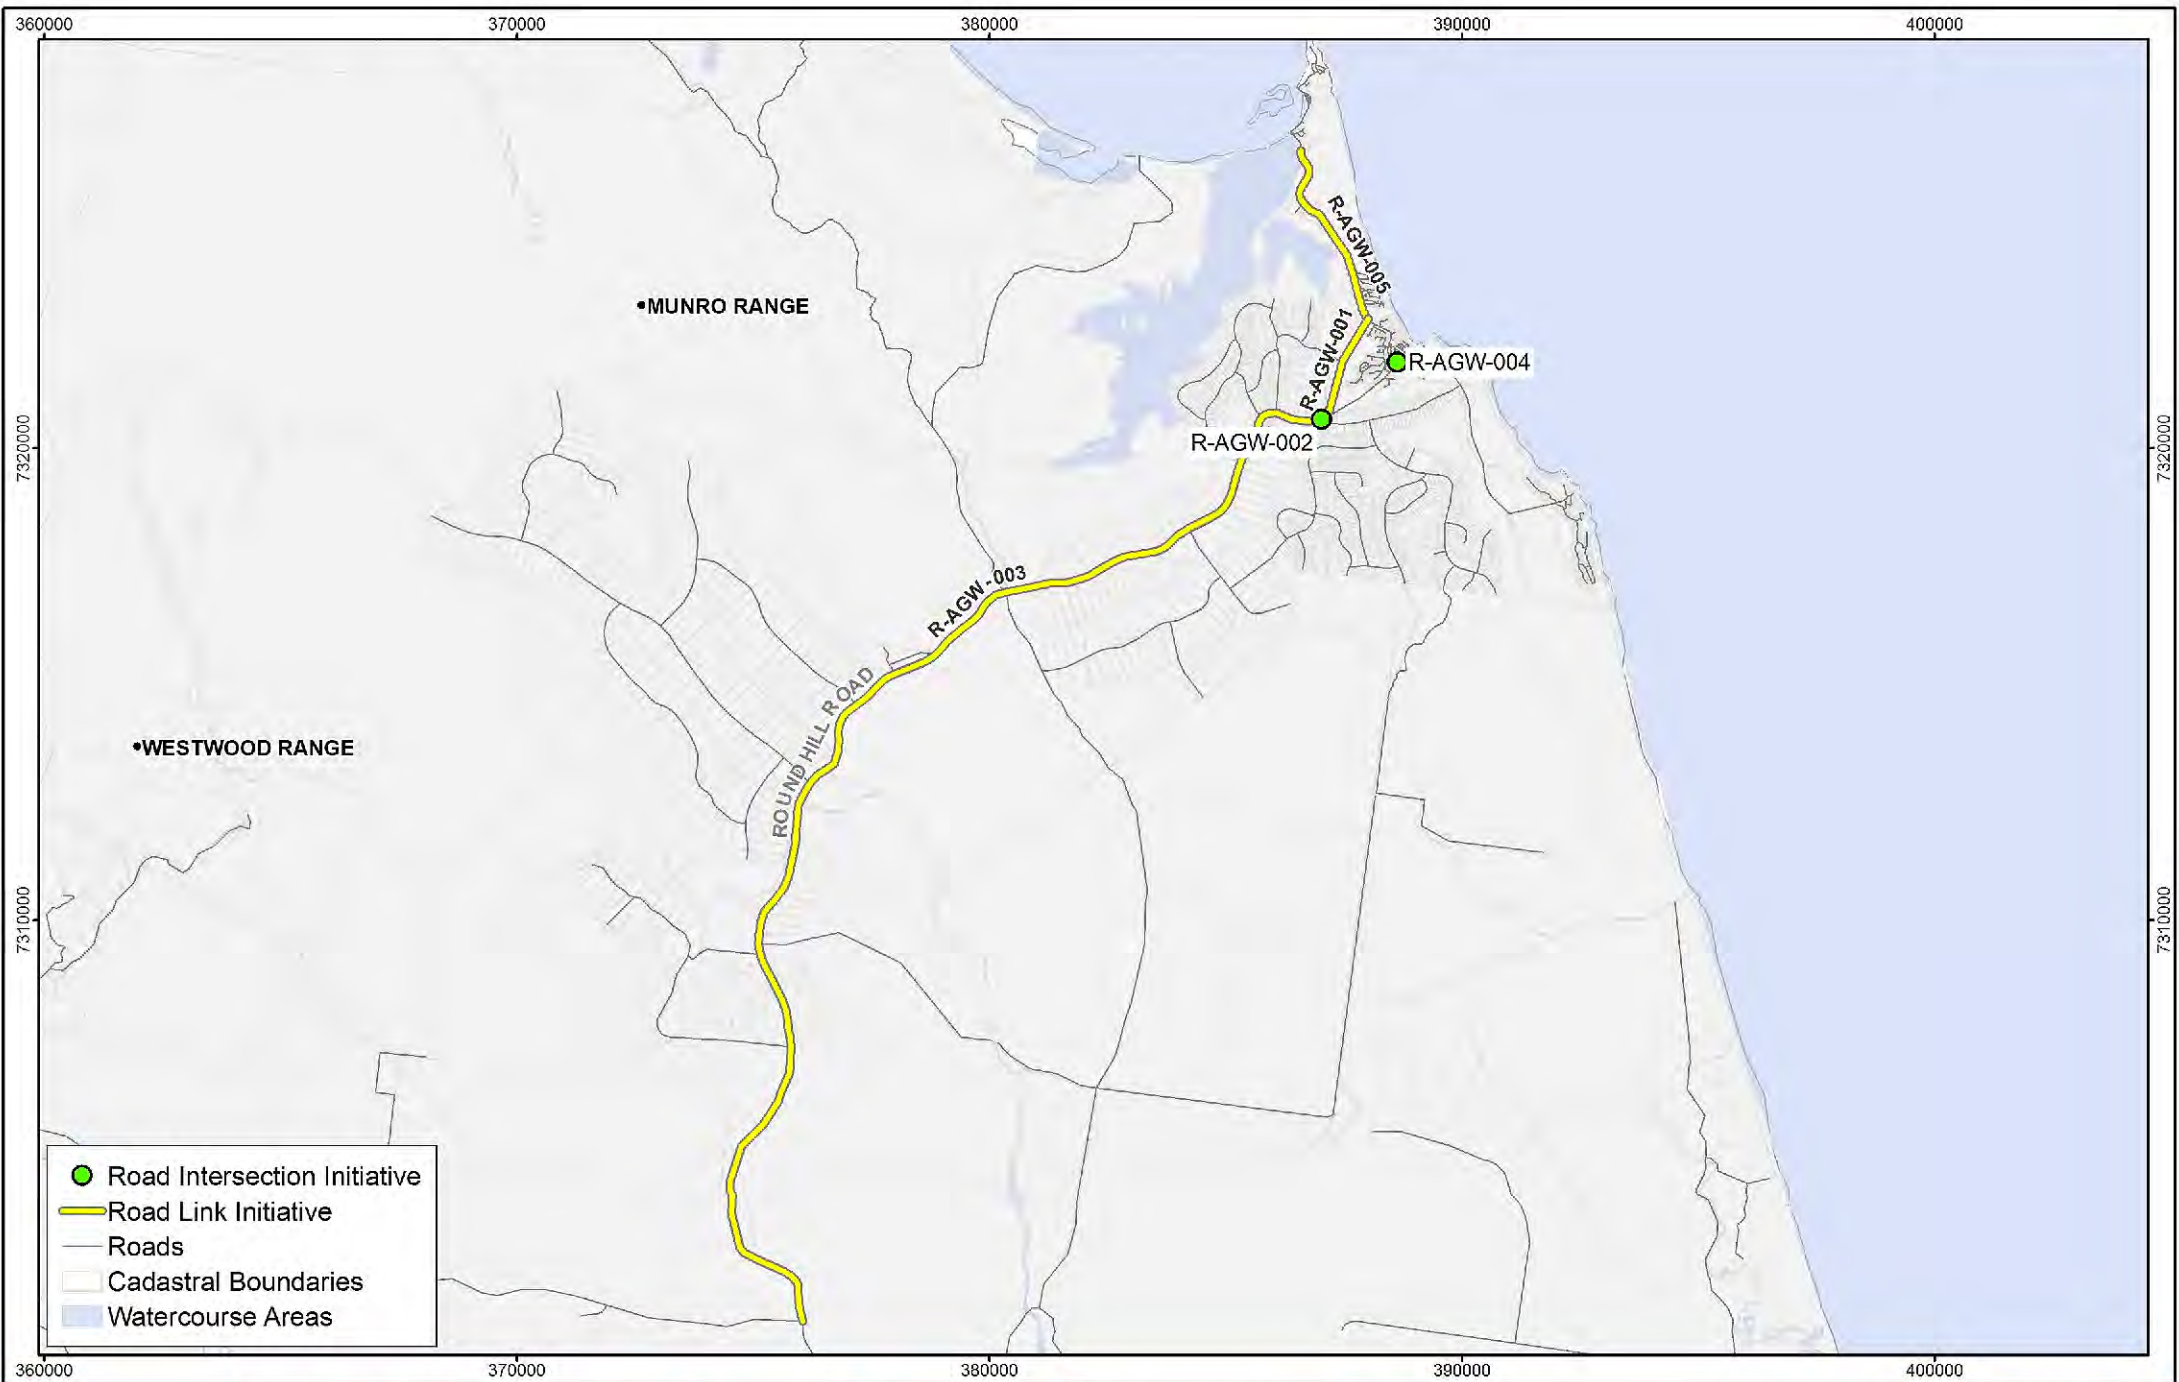 360000
370000
380000
390000
400000
R-AGW-005
•MUNRO RANGE
R-AGW-001
R-AGW-004
R-AGW-002
7320000
7320000
R-AGW-003
ROUND HILL ROAD
•WESTWOOD RANGE
7310000
7310000
Road Intersection Initiative
Road Link Initiative
Roads
Cadastral Boundaries
Watercourse Areas
360000
370000
380000
390000
400000